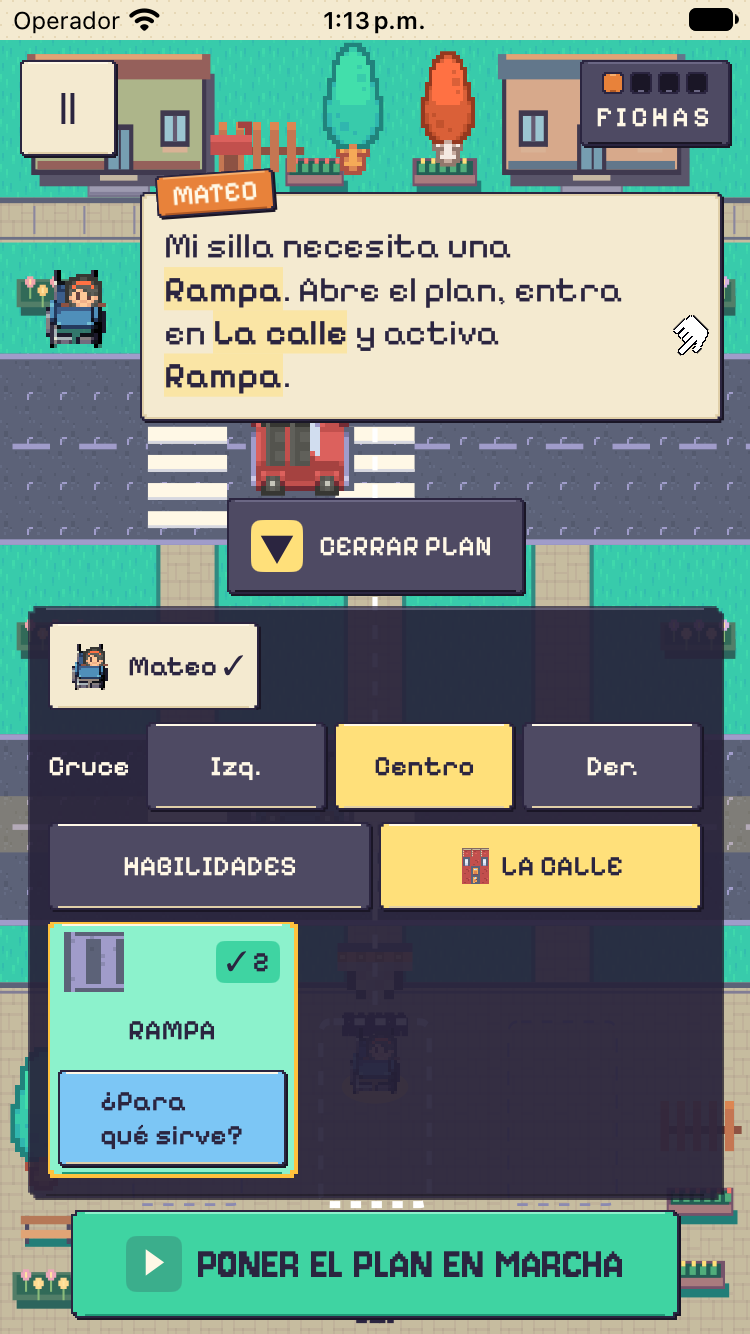 Operador
1:13 p.m.
FICHAS
MATEO
Mi silla necesita una
Rampa. Abre el plan, entra
en La calle y activa
Rampa.
CERRAR PLAN
Mateo ✓
Cruce
Izq.
Centro
Der.
HABILIDADES
LA CALLE
✓ 2
RAMPA
¿Para
qué sirve?
PONER EL PLAN EN MARCHA